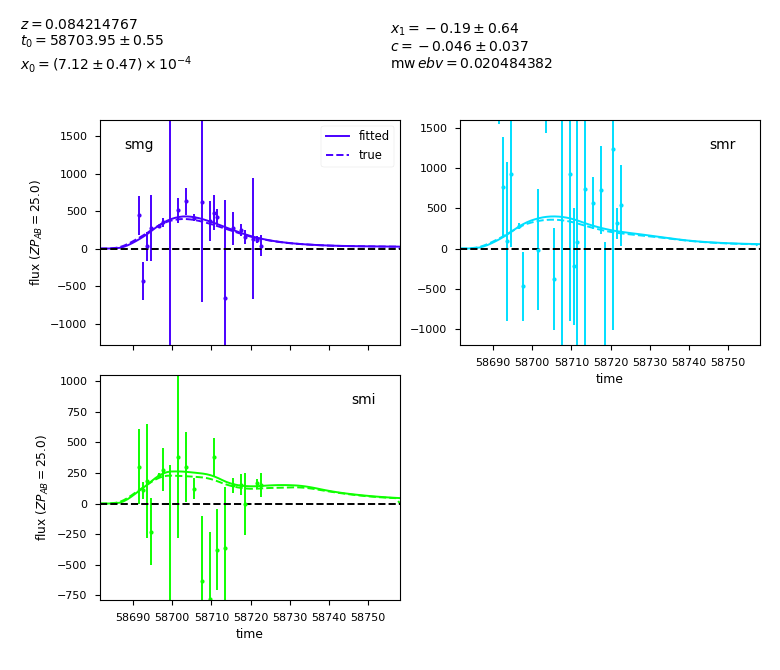 z = 0.084214767
t₀ = 58703.95 ± 0.55
x₀ = (7.12 ± 0.47) × 10⁻⁴
x₁ = −0.19 ± 0.64
c = −0.046 ± 0.037
mw ebv = 0.020484382
smg
fitted
true
1500
1000
500
0
−500
−1000
flux (ZP_AB = 25.0)
smr
1500
1000
500
0
−500
−1000
58690 58700 58710 58720 58730 58740 58750
time
smi
1000
750
500
250
0
−250
−500
−750
flux (ZP_AB = 25.0)
58690 58700 58710 58720 58730 58740 58750
time